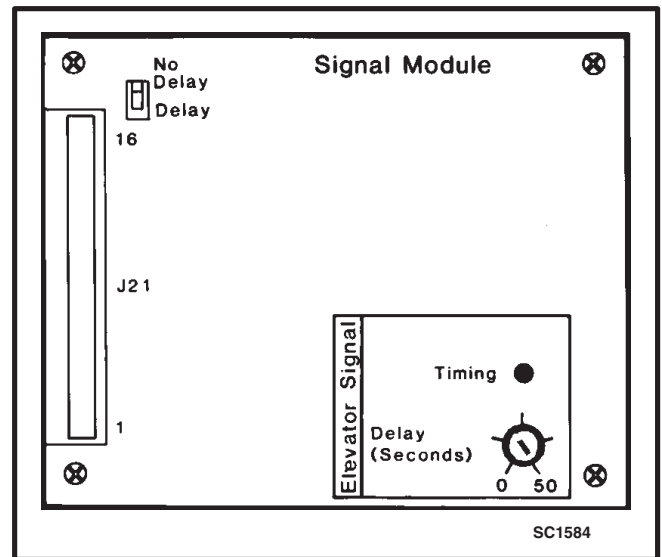 Signal Module
No
Delay
Delay
16
J21
1
Elevator Signal
Timing
Delay
(Seconds)
0 50
SC1584